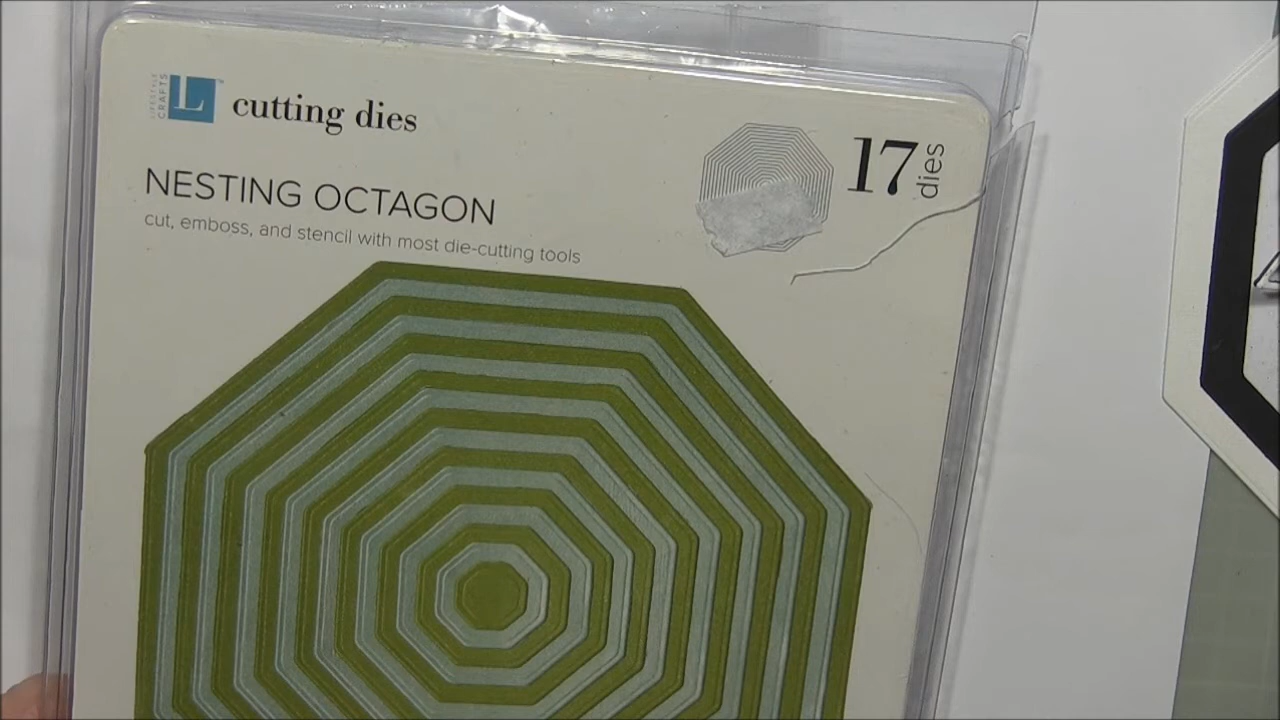 LIFESTYLE
CRAFTS
L
cutting dies
17 dies
NESTING OCTAGON
cut, emboss, and stencil with most die-cutting tools